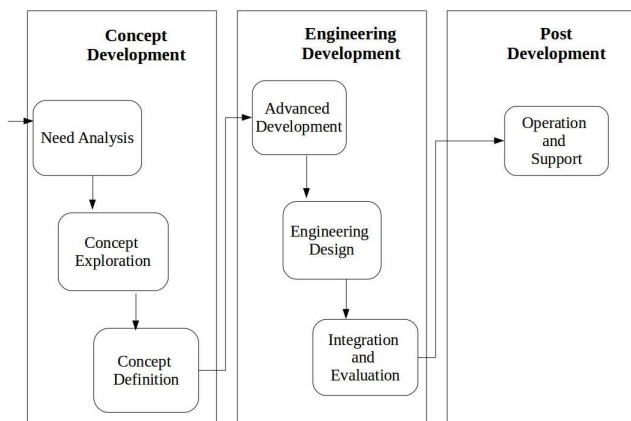 Concept
Development
Need Analysis
Concept
Exploration
Concept
Definition
Engineering
Development
Advanced
Development
Engineering
Design
Integration
and
Evaluation
Post
Development
Operation
and
Support